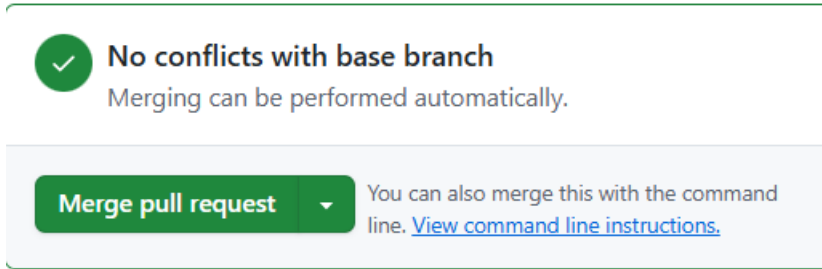 No conflicts with base branch
Merging can be performed automatically.
Merge pull request
You can also merge this with the command
line. View command line instructions.